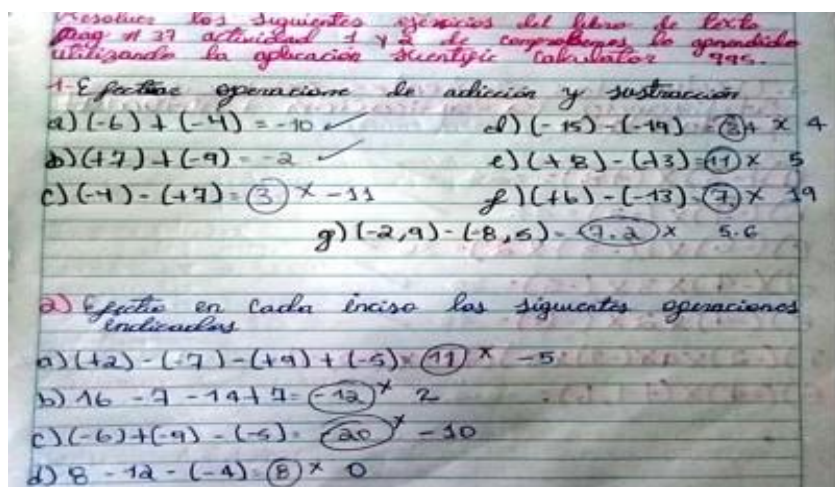 Resolver los siguientes ejercicios del libro de texto
pag # 37 actividad 1 y 2 de comprobemos lo aprendido
utilizando la aplicación Scientific Calculator 995.
1- Efectúe operacione de adicción y sustracción
a) (-6) + (-4) = -10 ✓
b) (+7) + (-9) = -2 ✓
c) (-4) - (+7) = 3 x -11
d) (-15) - (-19) = x 4
e) (+8) - (+3) = 11 x 5
f) (+6) - (-13) = 7 x 19
g) (-2,9) - (-8,5) = 7.2 x 5.6
2) Efectúo en cada inciso las siguientes operaciones
indicadas
a) (+2) - (-7) - (+9) + (-5) = 11 x -5
b) 16 - 7 - 14 + 7 = -12 x 2
c) (-6) + (-9) - (-5) = -20 x -10
d) 8 - 12 - (-4) = 8 x 0